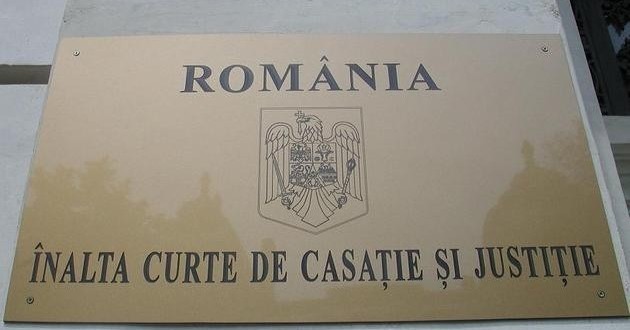 ROMÂNIA
ÎNALTA CURTE DE CASAȚIE ȘI JUSTIȚIE